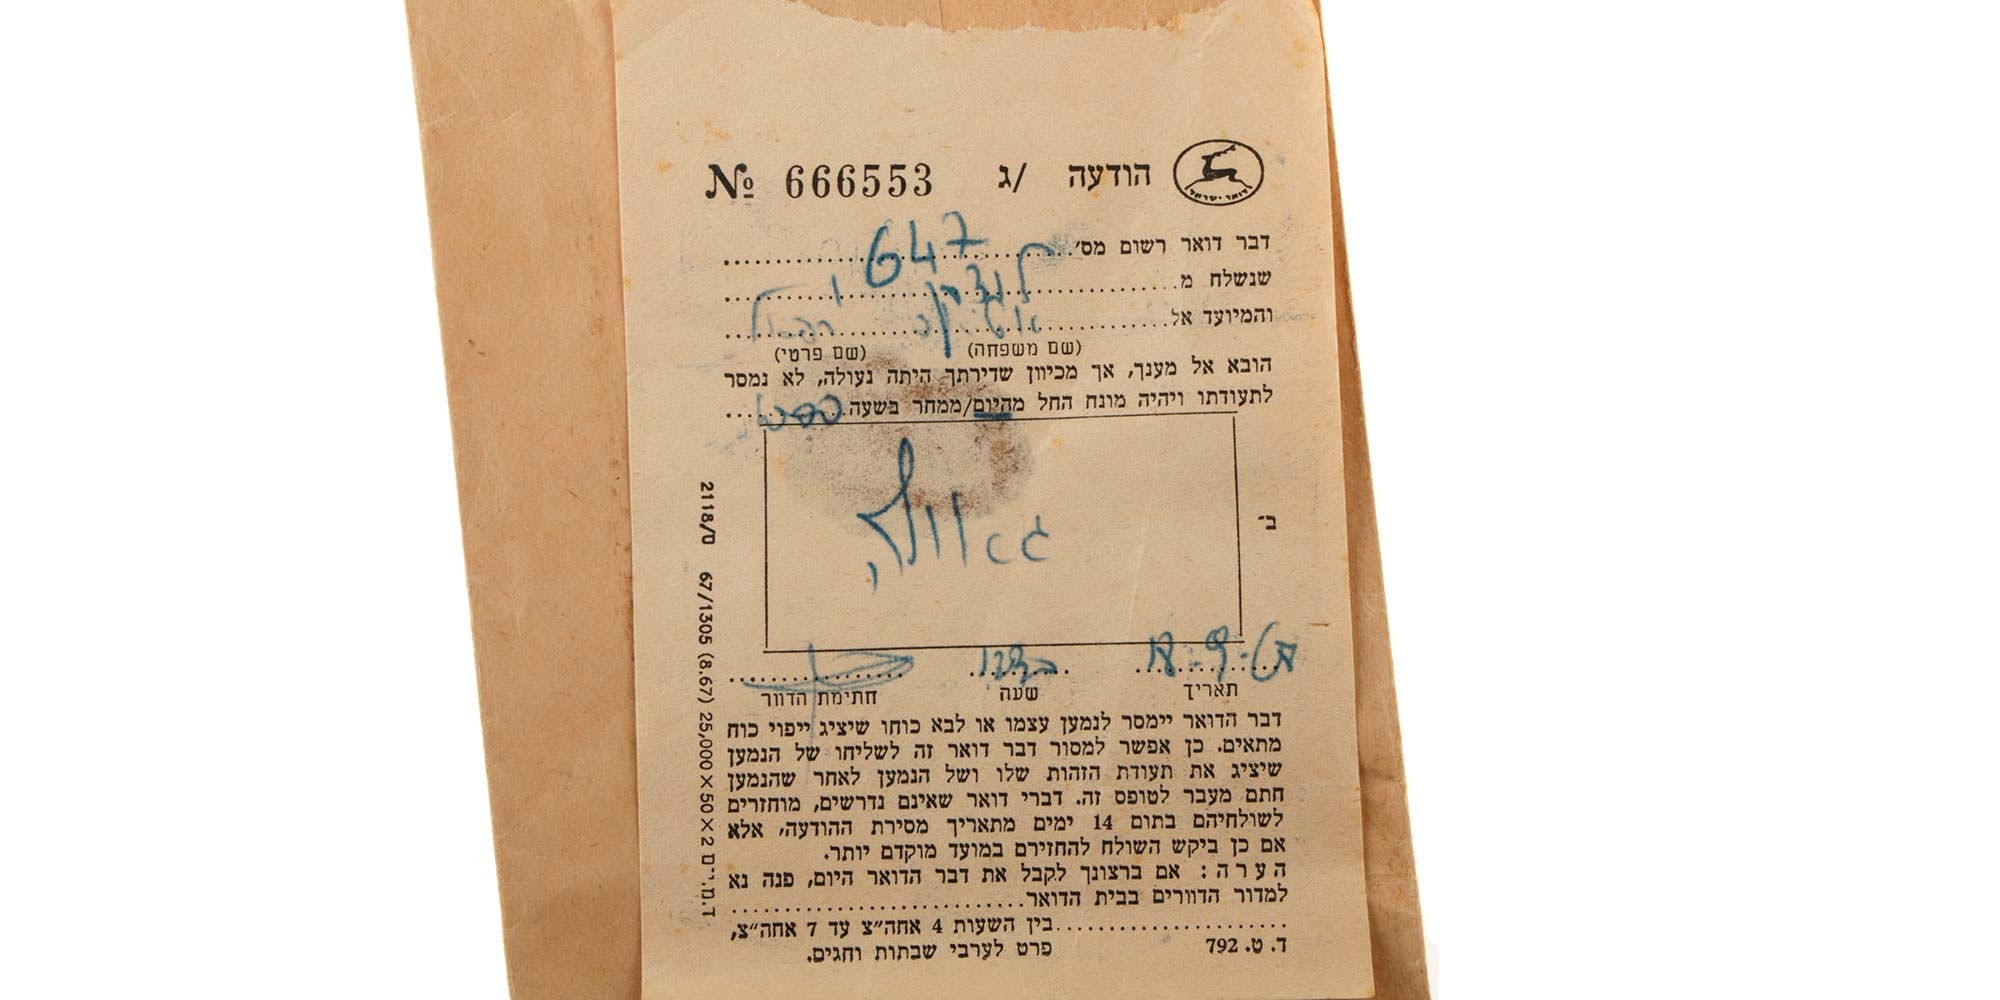 דואר ישראל
הודעה /ג № 666553
דבר דואר רשום מס׳ 647
שנשלח מ
והמיועד אל
(שם משפחה) (שם פרטי)
הובא אל מענך, אך מכיוון שדירתך היתה נעולה, לא נמסר
לתעודתו ויהיה מונח החל מהיום/ממחר בשעה
ב־
תאריך שעה חתימת הדוור
דבר הדואר יימסר לנמען עצמו או לבא כוחו שיציג ייפוי כוח
מתאים. כן אפשר למסור דבר דואר זה לשליחו של הנמען
שיציג את תעודת הזהות שלו ושל הנמען לאחר שהנמען
חתם מעבר לטופס זה. דברי דואר שאינם נדרשים, מוחזרים
לשולחיהם בתום 14 ימים מתאריך מסירת ההודעה, אלא
אם כן ביקש השולח להחזירם במועד מוקדם יותר.
הערה: אם ברצונך לקבל את דבר הדואר היום, פנה נא
למדור הדוורים בבית הדואר
בין השעות 4 אחה״צ עד 7 אחה״צ,
ד. ט. 792 פרט לערבי שבתות וחגים.
ד.מ.י־ם 2×50×25,000 (8.67) 67/1305 ס/2118